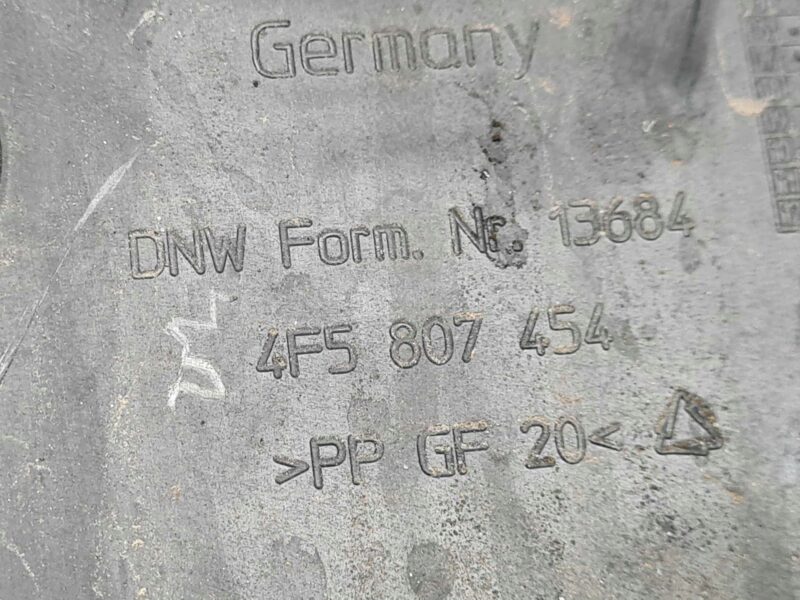 Germany
DNW Form. Nr. 13684
4F5 807 454
>PP GF 20<